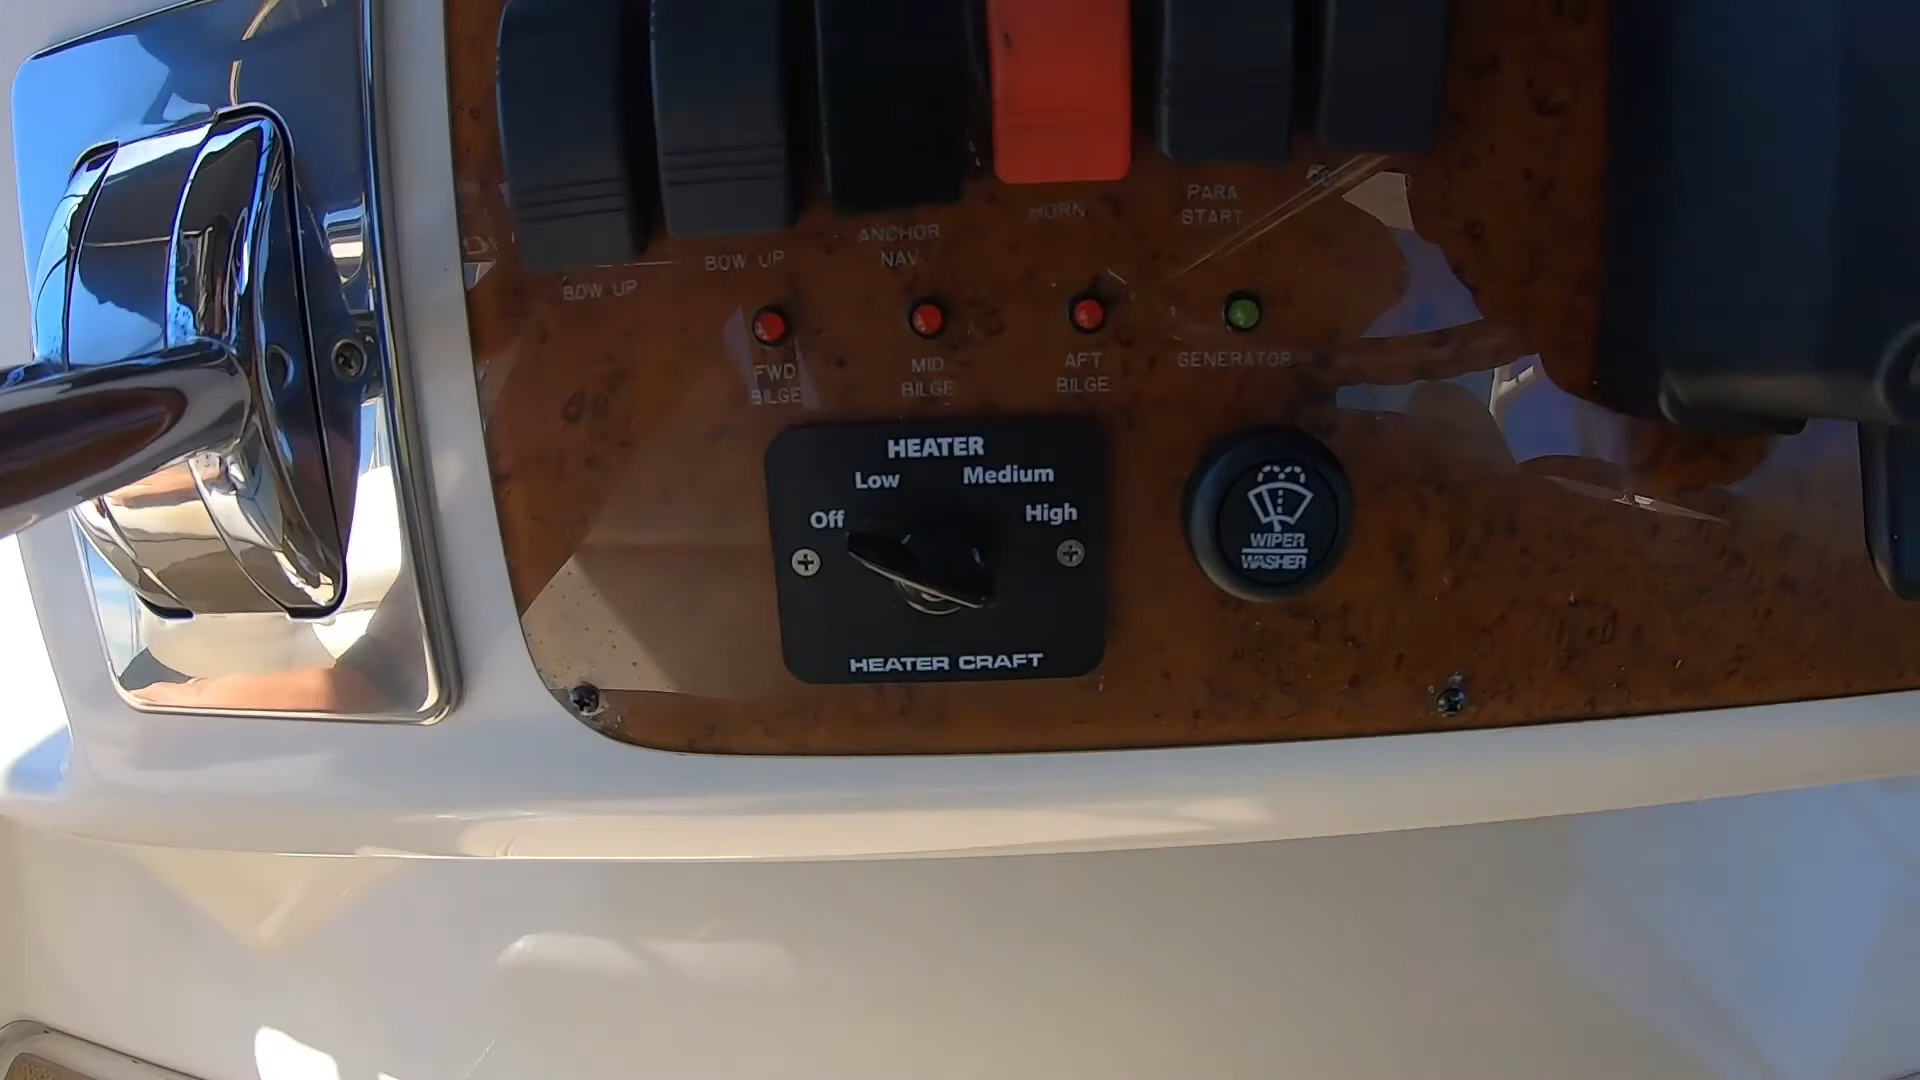 BOW UP
BOW UP
ANCHOR
NAV
HORN
PARA
START
FWD
BILGE
MID
BILGE
AFT
BILGE
GENERATOR
HEATER
Low
Medium
Off
High
HEATER CRAFT
WIPER
WASHER